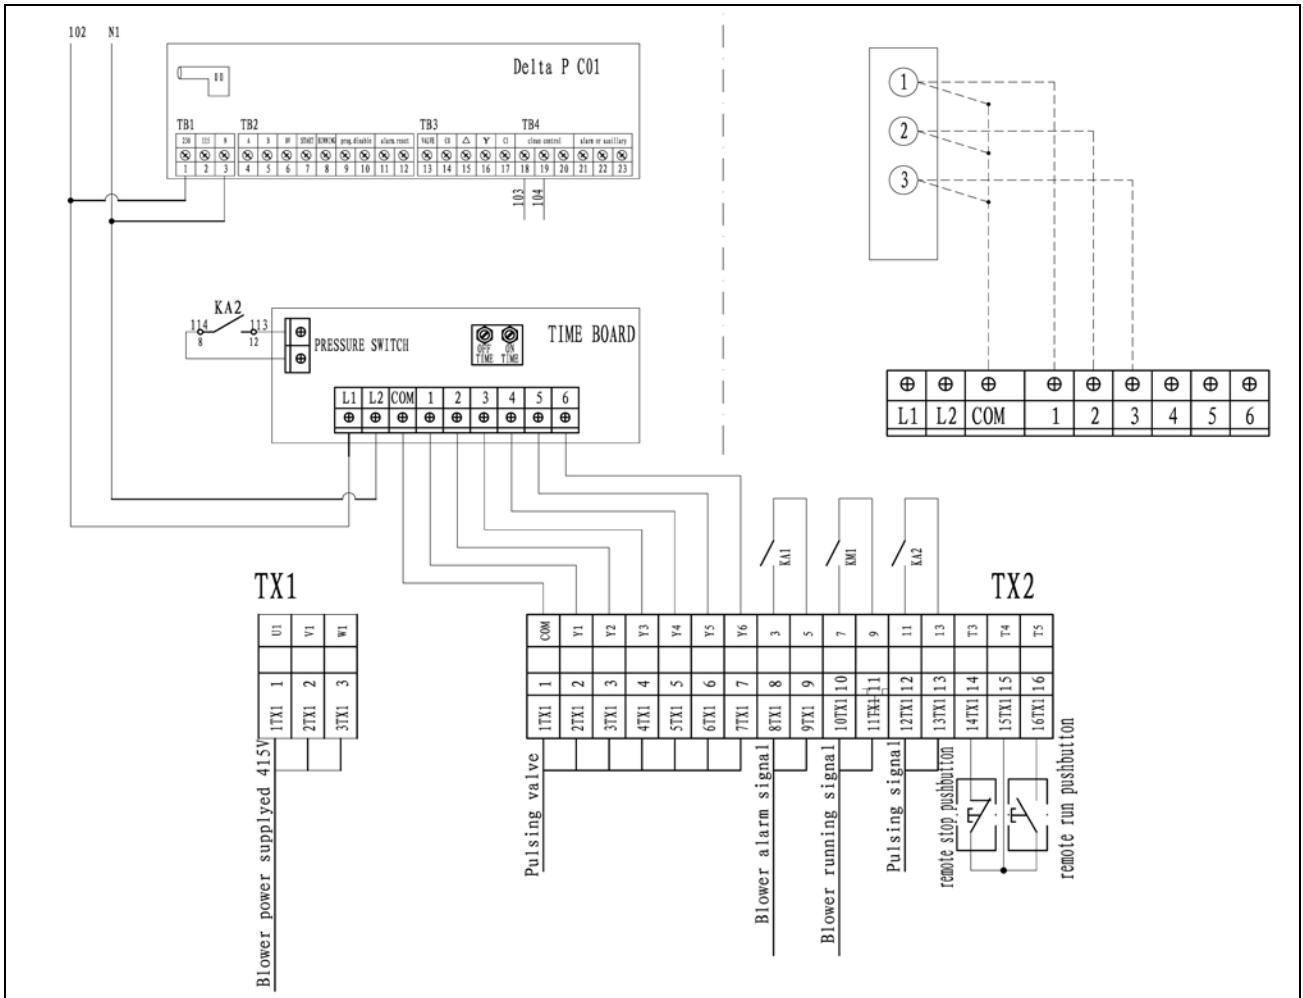 102 N1
Delta P C01
TB1 TB2 TB3 TB4
230 115 N A B 0V START RUNNING prog.disable alarm.reset VALVE C0 △ Y C1 clean control alarm or auxiliary
1 2 3 4 5 6 7 8 9 10 11 12 13 14 15 16 17 18 19 20 21 22 23
103 104
1
2
3
KA2
114 113
8 12
PRESSURE SWITCH
OFF TIME
ON TIME
TIME BOARD
L1 L2 COM 1 2 3 4 5 6
L1 L2 COM 1 2 3 4 5 6
KA1 KM1 KA2
TX1 TX2
U1 V1 W1
1 2 3
1TX1 2TX1 3TX1
COM Y1 Y2 Y3 Y4 Y5 Y6 3 5 7 9 11 13 T3 T4 T5
1 2 3 4 5 6 7 8 9 10 11 12 13 14 15 16
1TX1 2TX1 3TX1 4TX1 5TX1 6TX1 7TX1 8TX1 9TX1 10TX1 11TX1 12TX1 13TX1 14TX1 15TX1 16TX1
Blower power supplyed 415V
Pulsing valve
Blower alarm signal
Blower running signal
Pulsing signal
remote stop pushbutton
remote run pushbutton